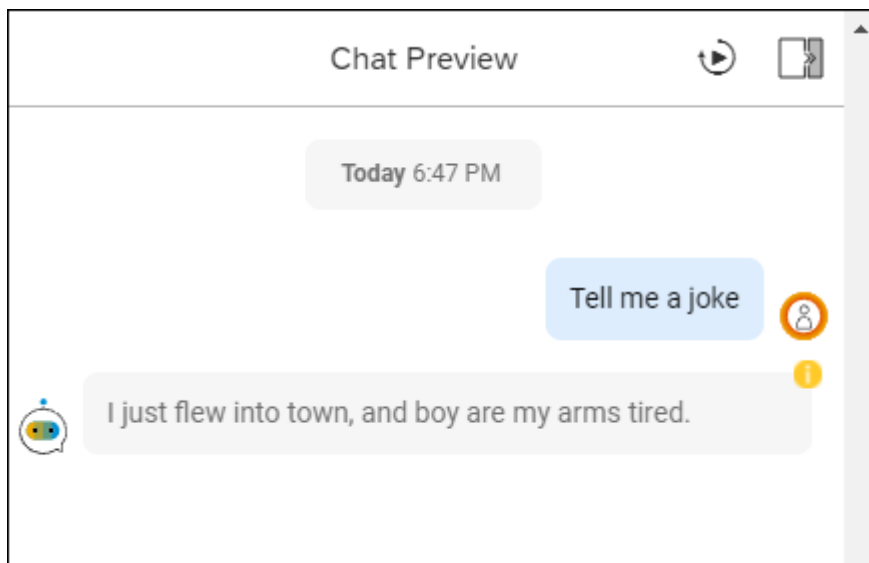 Chat Preview
Today 6:47 PM
Tell me a joke
I just flew into town, and boy are my arms tired.